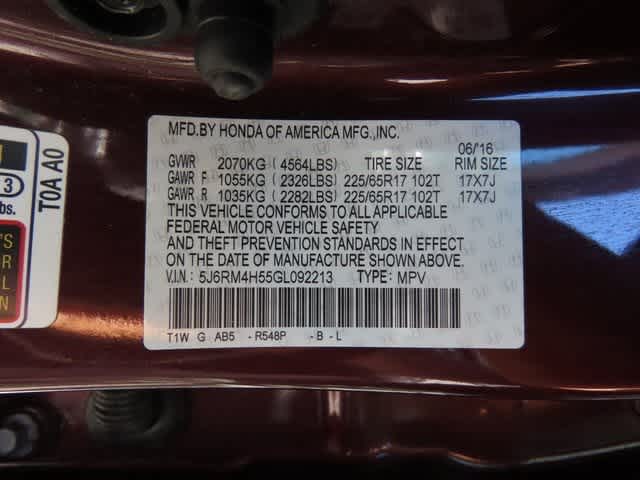 MFD.BY HONDA OF AMERICA MFG.,INC.
06/16
GVWR 2070KG ( 4564LBS) TIRE SIZE RIM SIZE
GAWR F 1055KG ( 2326LBS) 225/65R17 102T 17X7J
GAWR R 1035KG ( 2282LBS) 225/65R17 102T 17X7J
THIS VEHICLE CONFORMS TO ALL APPLICABLE
FEDERAL MOTOR VEHICLE SAFETY
AND THEFT PREVENTION STANDARDS IN EFFECT
ON THE DATE OF MANUFACTURE SHOWN ABOVE.
V.I.N.: 5J6RM4H55GL092213 TYPE: MPV
T1W G AB5 - R548P - B - L
T0A A0
3
lbs.